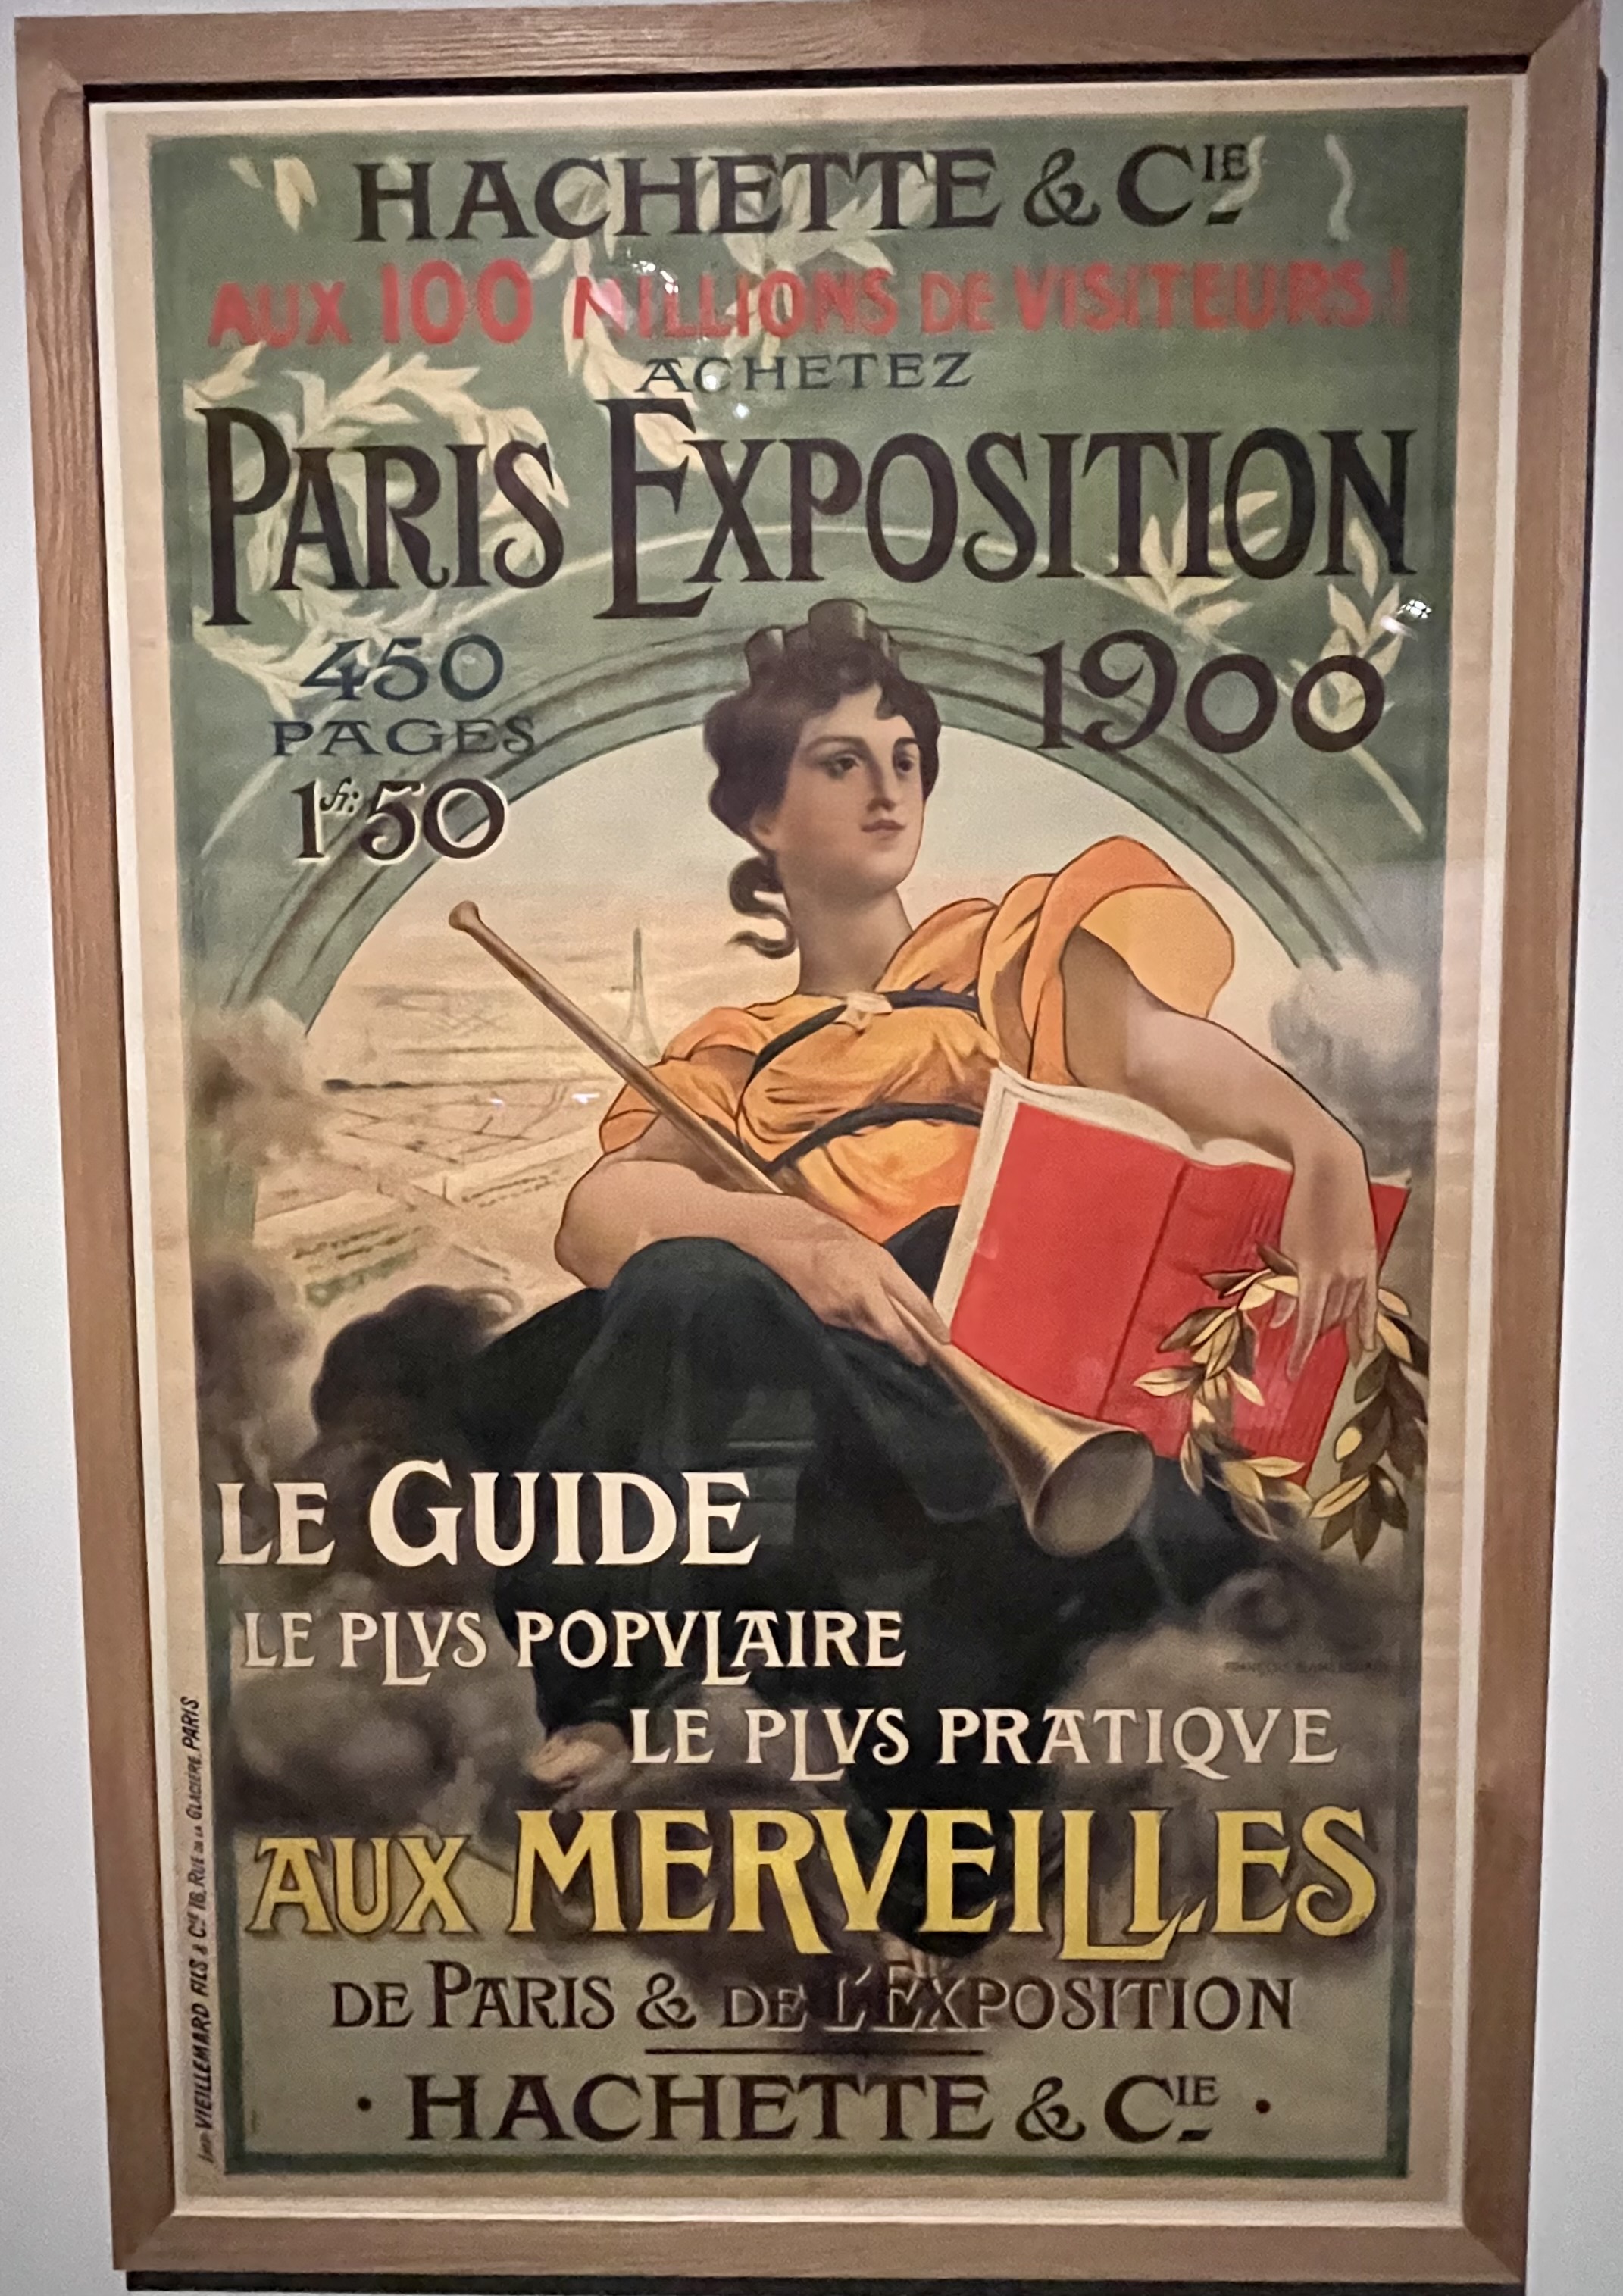 HACHETTE & CIE
AUX 100 MILLIONS DE VISITEURS!
ACHETEZ
PARIS EXPOSITION
450
PAGES
1fr:50
1900
LE GUIDE
LE PLVS POPVLAIRE
LE PLVS PRATIQVE
AUX MERVEILLES
DE PARIS & DE L'EXPOSITION
· HACHETTE & CIE ·
VIEILLEMARD FILS & Cie 16, RUE DE LA GLACIÈRE, PARIS